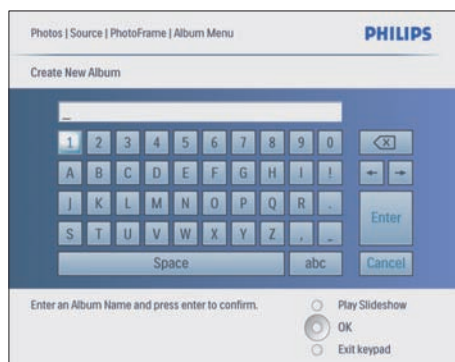 Photos | Source | PhotoFrame | Album Menu PHILIPS
Create New Album
_
1 2 3 4 5 6 7 8 9 0
A B C D E F G H I !
J K L M N O P Q R .
Enter
S T U V W X Y Z , _
Space abc Cancel
Enter an Album Name and press enter to confirm.
Play Slideshow
OK
Exit keypad